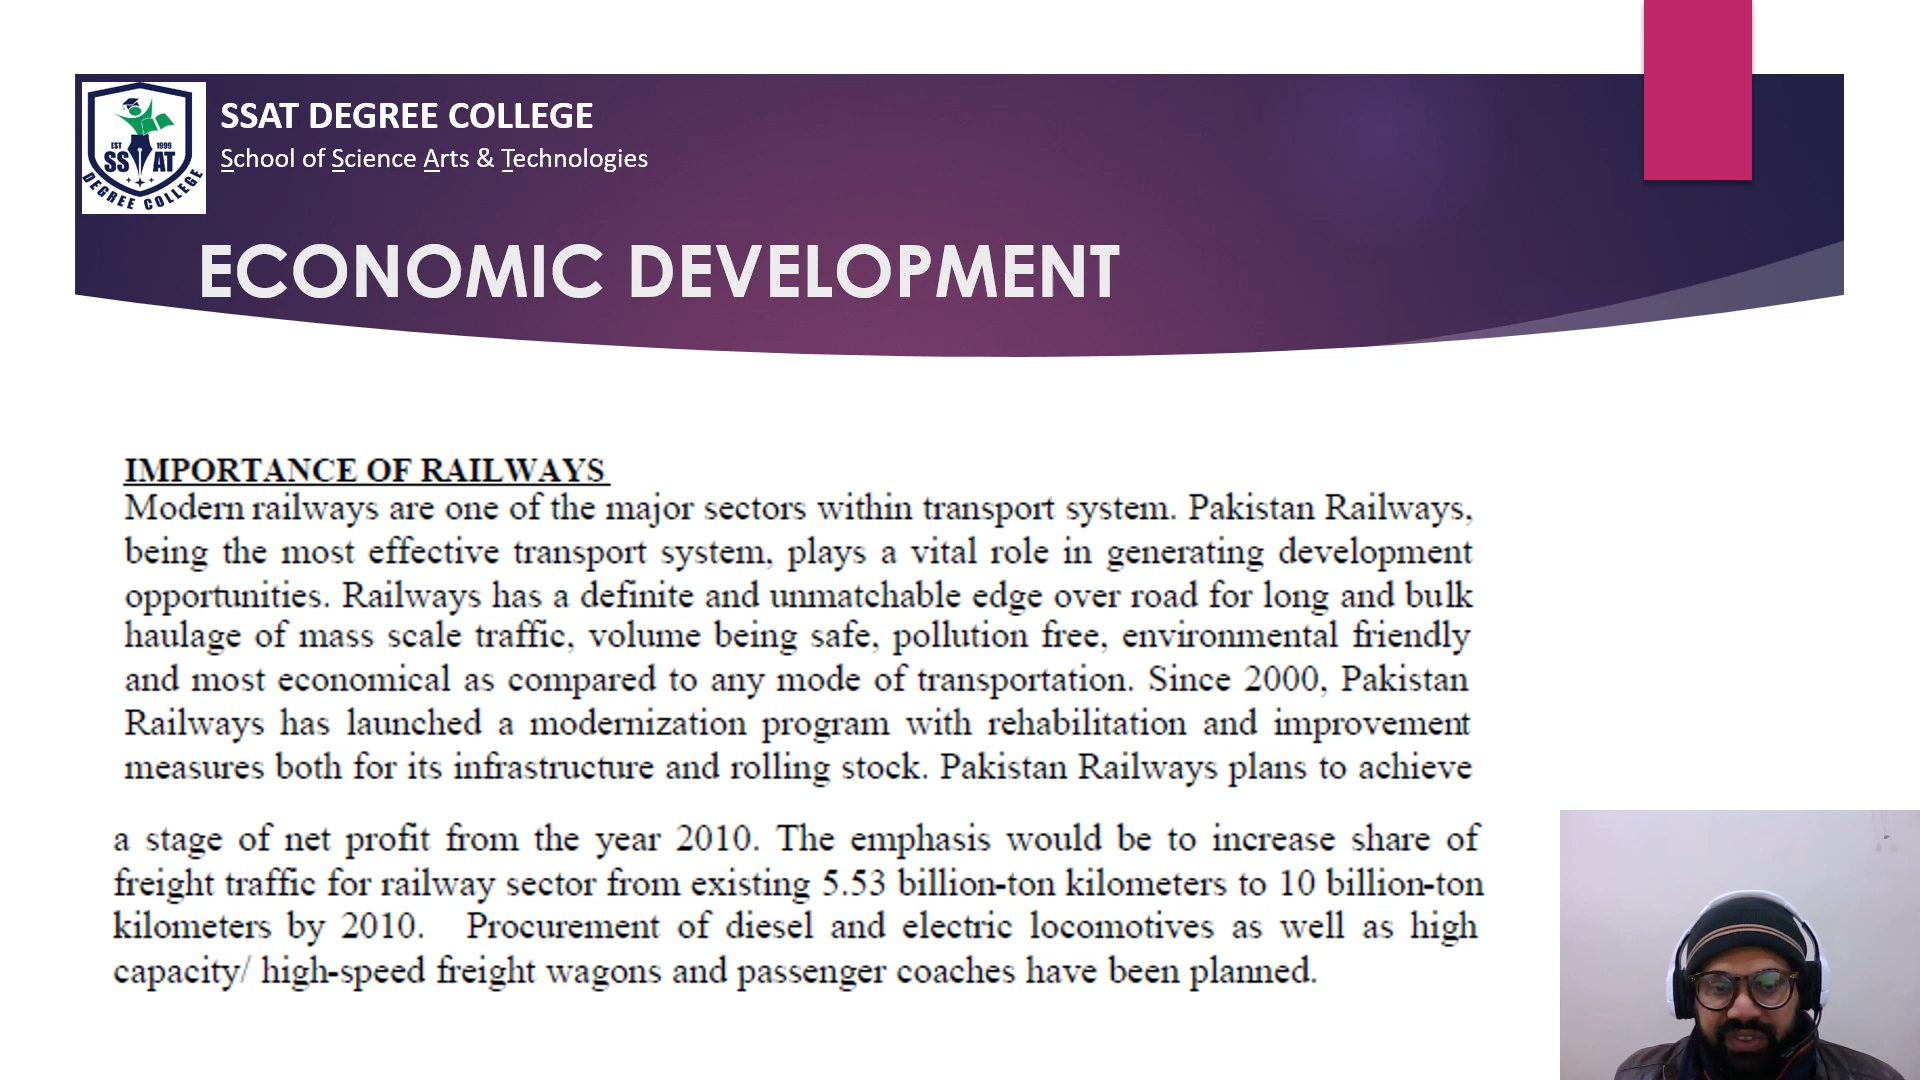 SSAT DEGREE COLLEGE
School of Science Arts & Technologies
EST 1999
SS AT
DEGREE COLLEGE
ECONOMIC DEVELOPMENT
IMPORTANCE OF RAILWAYS
Modern railways are one of the major sectors within transport system. Pakistan Railways,
being the most effective transport system, plays a vital role in generating development
opportunities. Railways has a definite and unmatchable edge over road for long and bulk
haulage of mass scale traffic, volume being safe, pollution free, environmental friendly
and most economical as compared to any mode of transportation. Since 2000, Pakistan
Railways has launched a modernization program with rehabilitation and improvement
measures both for its infrastructure and rolling stock. Pakistan Railways plans to achieve
a stage of net profit from the year 2010. The emphasis would be to increase share of
freight traffic for railway sector from existing 5.53 billion-ton kilometers to 10 billion-ton
kilometers by 2010. Procurement of diesel and electric locomotives as well as high
capacity/ high-speed freight wagons and passenger coaches have been planned.